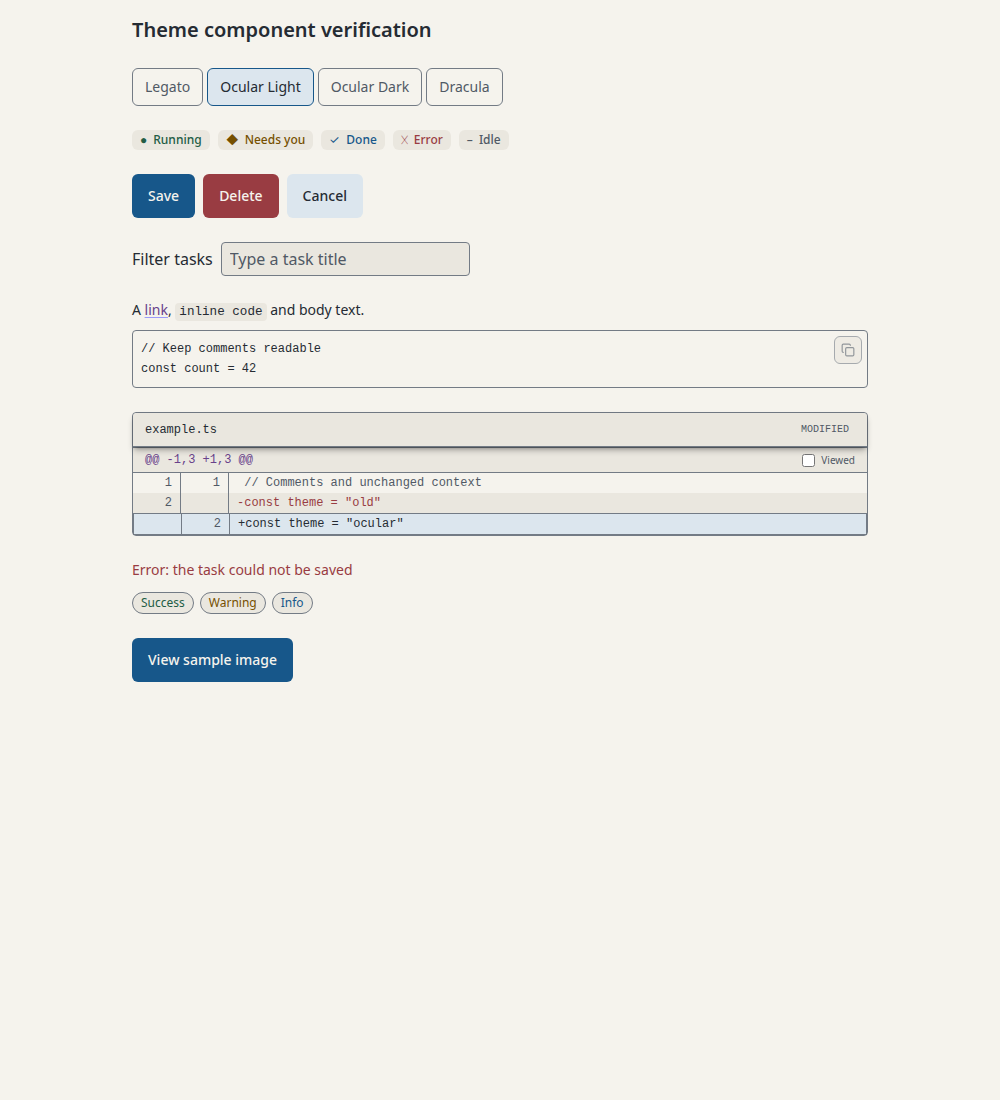 Theme component verification
Legato Ocular Light Ocular Dark Dracula
● Running ◆ Needs you ✓ Done X Error – Idle
Save Delete Cancel
Filter tasks Type a task title
A link, inline code and body text.
// Keep comments readable
const count = 42
example.ts MODIFIED
@@ -1,3 +1,3 @@ Viewed
1 1 // Comments and unchanged context
2 -const theme = "old"
2 +const theme = "ocular"
Error: the task could not be saved
Success Warning Info
View sample image